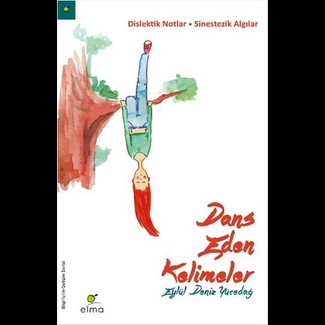 Dislektik Notlar • Sinestezik Algılar
Dans
Eden
Kelimeler
Eylül Deniz Yücedağ
elma